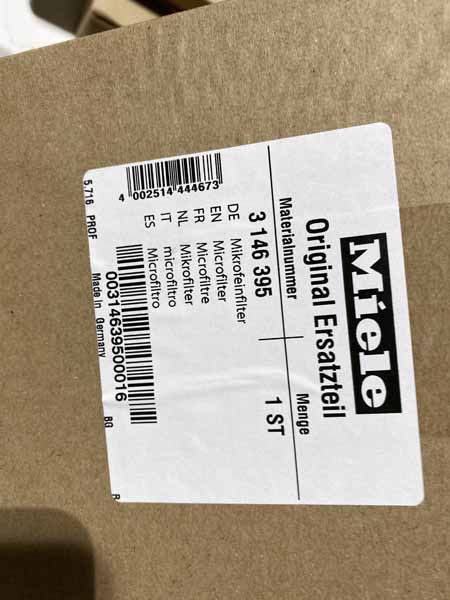 Miele
Original Ersatzteil
Materialnummer Menge
3 146 395 1 ST
DE Mikrofeinfilter
EN Microfilter
FR Microfiltre
NL Mikrofilter
IT microfiltro
ES Microfiltro
4 002514 444673
00314639500016
5.716 PROF Made in Germany BG R